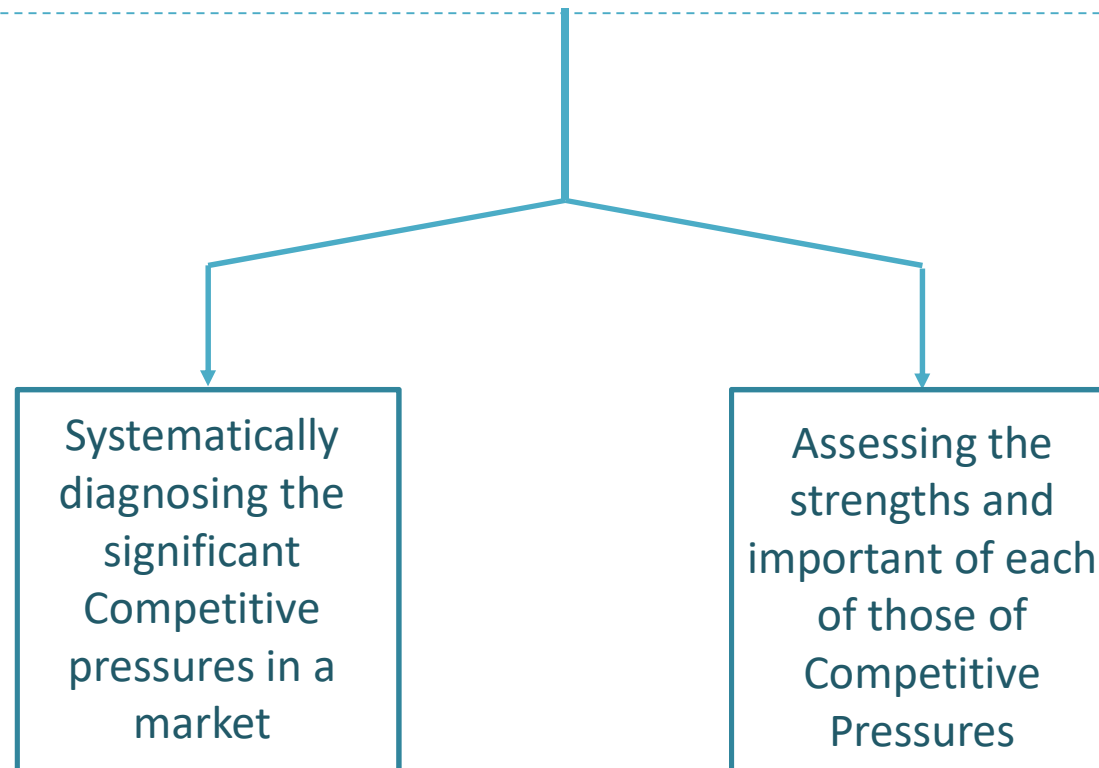 Systematically
diagnosing the
significant
Competitive
pressures in a
market
Assessing the
strengths and
important of each
of those of
Competitive
Pressures